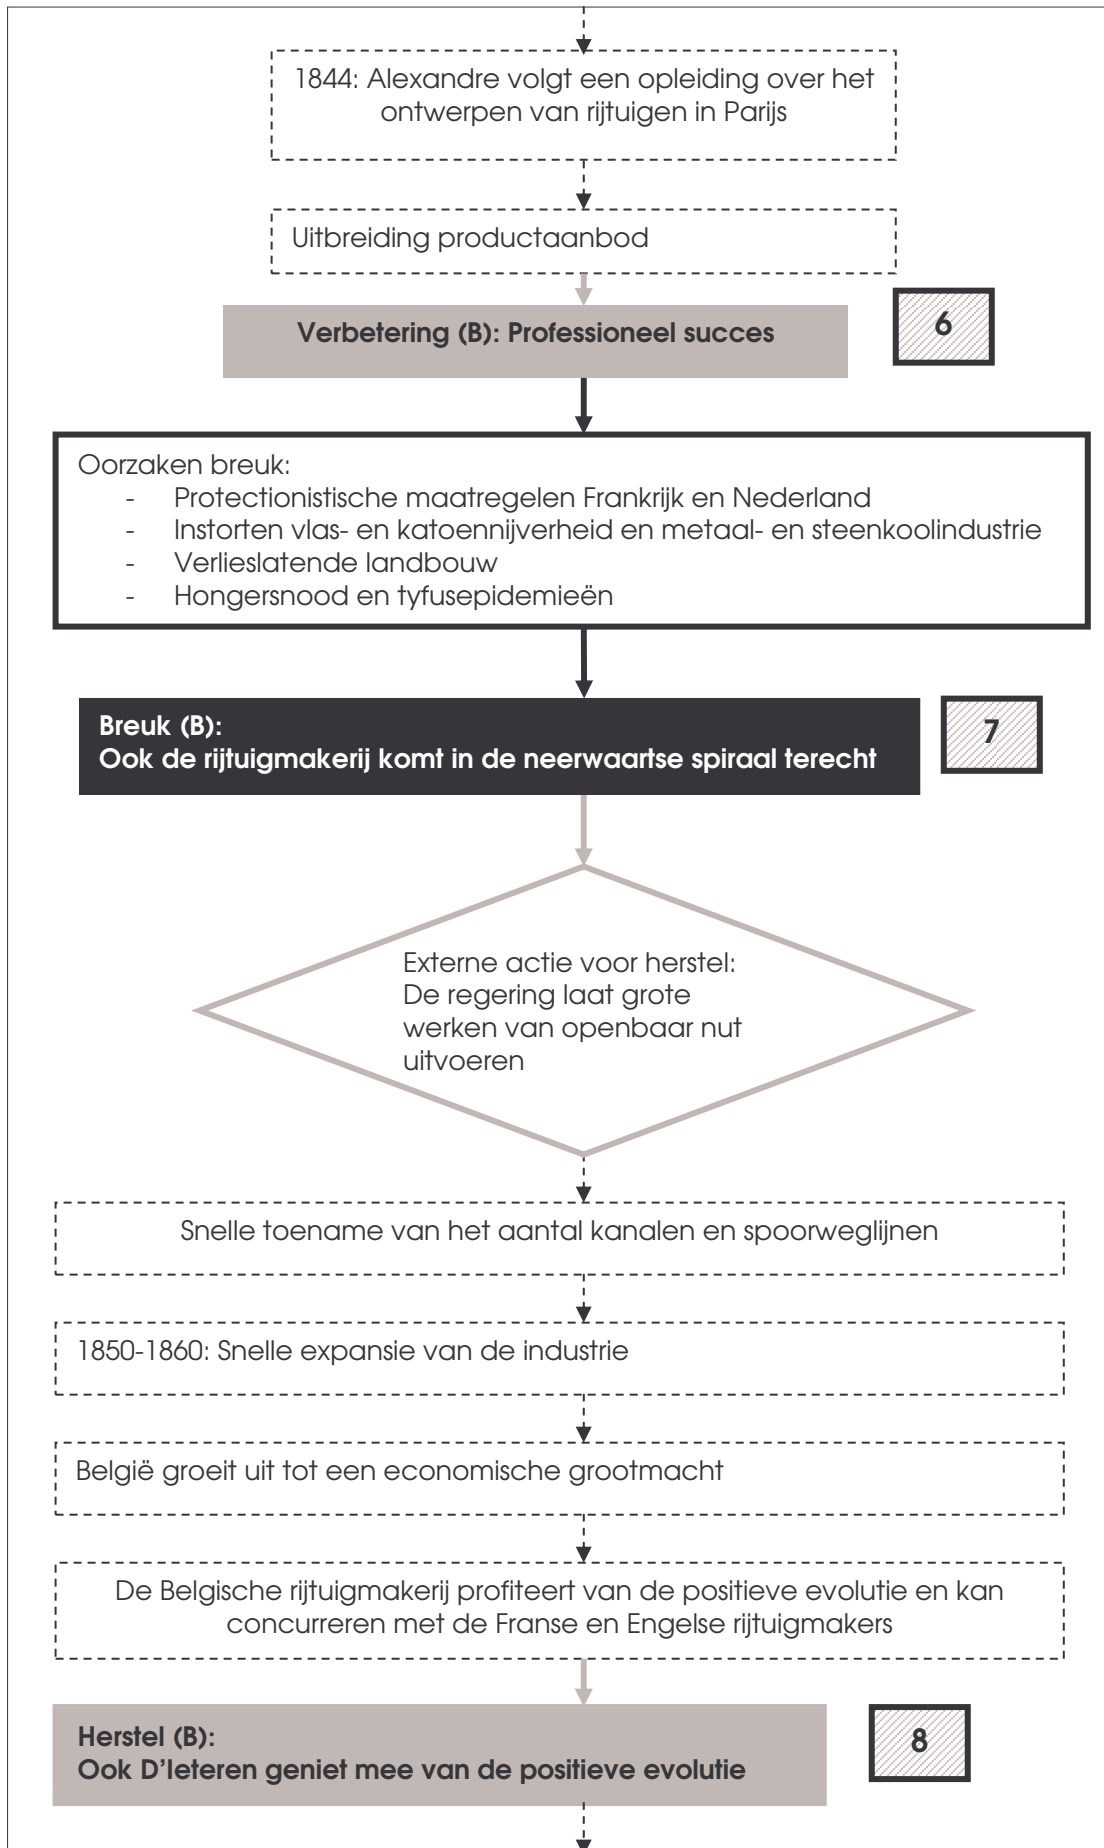 1844: Alexandre volgt een opleiding over het
ontwerpen van rijtuigen in Parijs
Uitbreiding productaanbod
Verbetering (B): Professioneel succes
6
Oorzaken breuk:
- Protectionistische maatregelen Frankrijk en Nederland
- Instorten vlas- en katoennijverheid en metaal- en steenkoolindustrie
- Verlieslatende landbouw
- Hongersnood en tyfusepidemieën
Breuk (B):
Ook de rijtuigmakerij komt in de neerwaartse spiraal terecht
7
Externe actie voor herstel:
De regering laat grote
werken van openbaar nut
uitvoeren
Snelle toename van het aantal kanalen en spoorweglijnen
1850-1860: Snelle expansie van de industrie
België groeit uit tot een economische grootmacht
De Belgische rijtuigmakerij profiteert van de positieve evolutie en kan
concurreren met de Franse en Engelse rijtuigmakers
Herstel (B):
Ook D'Ieteren geniet mee van de positieve evolutie
8